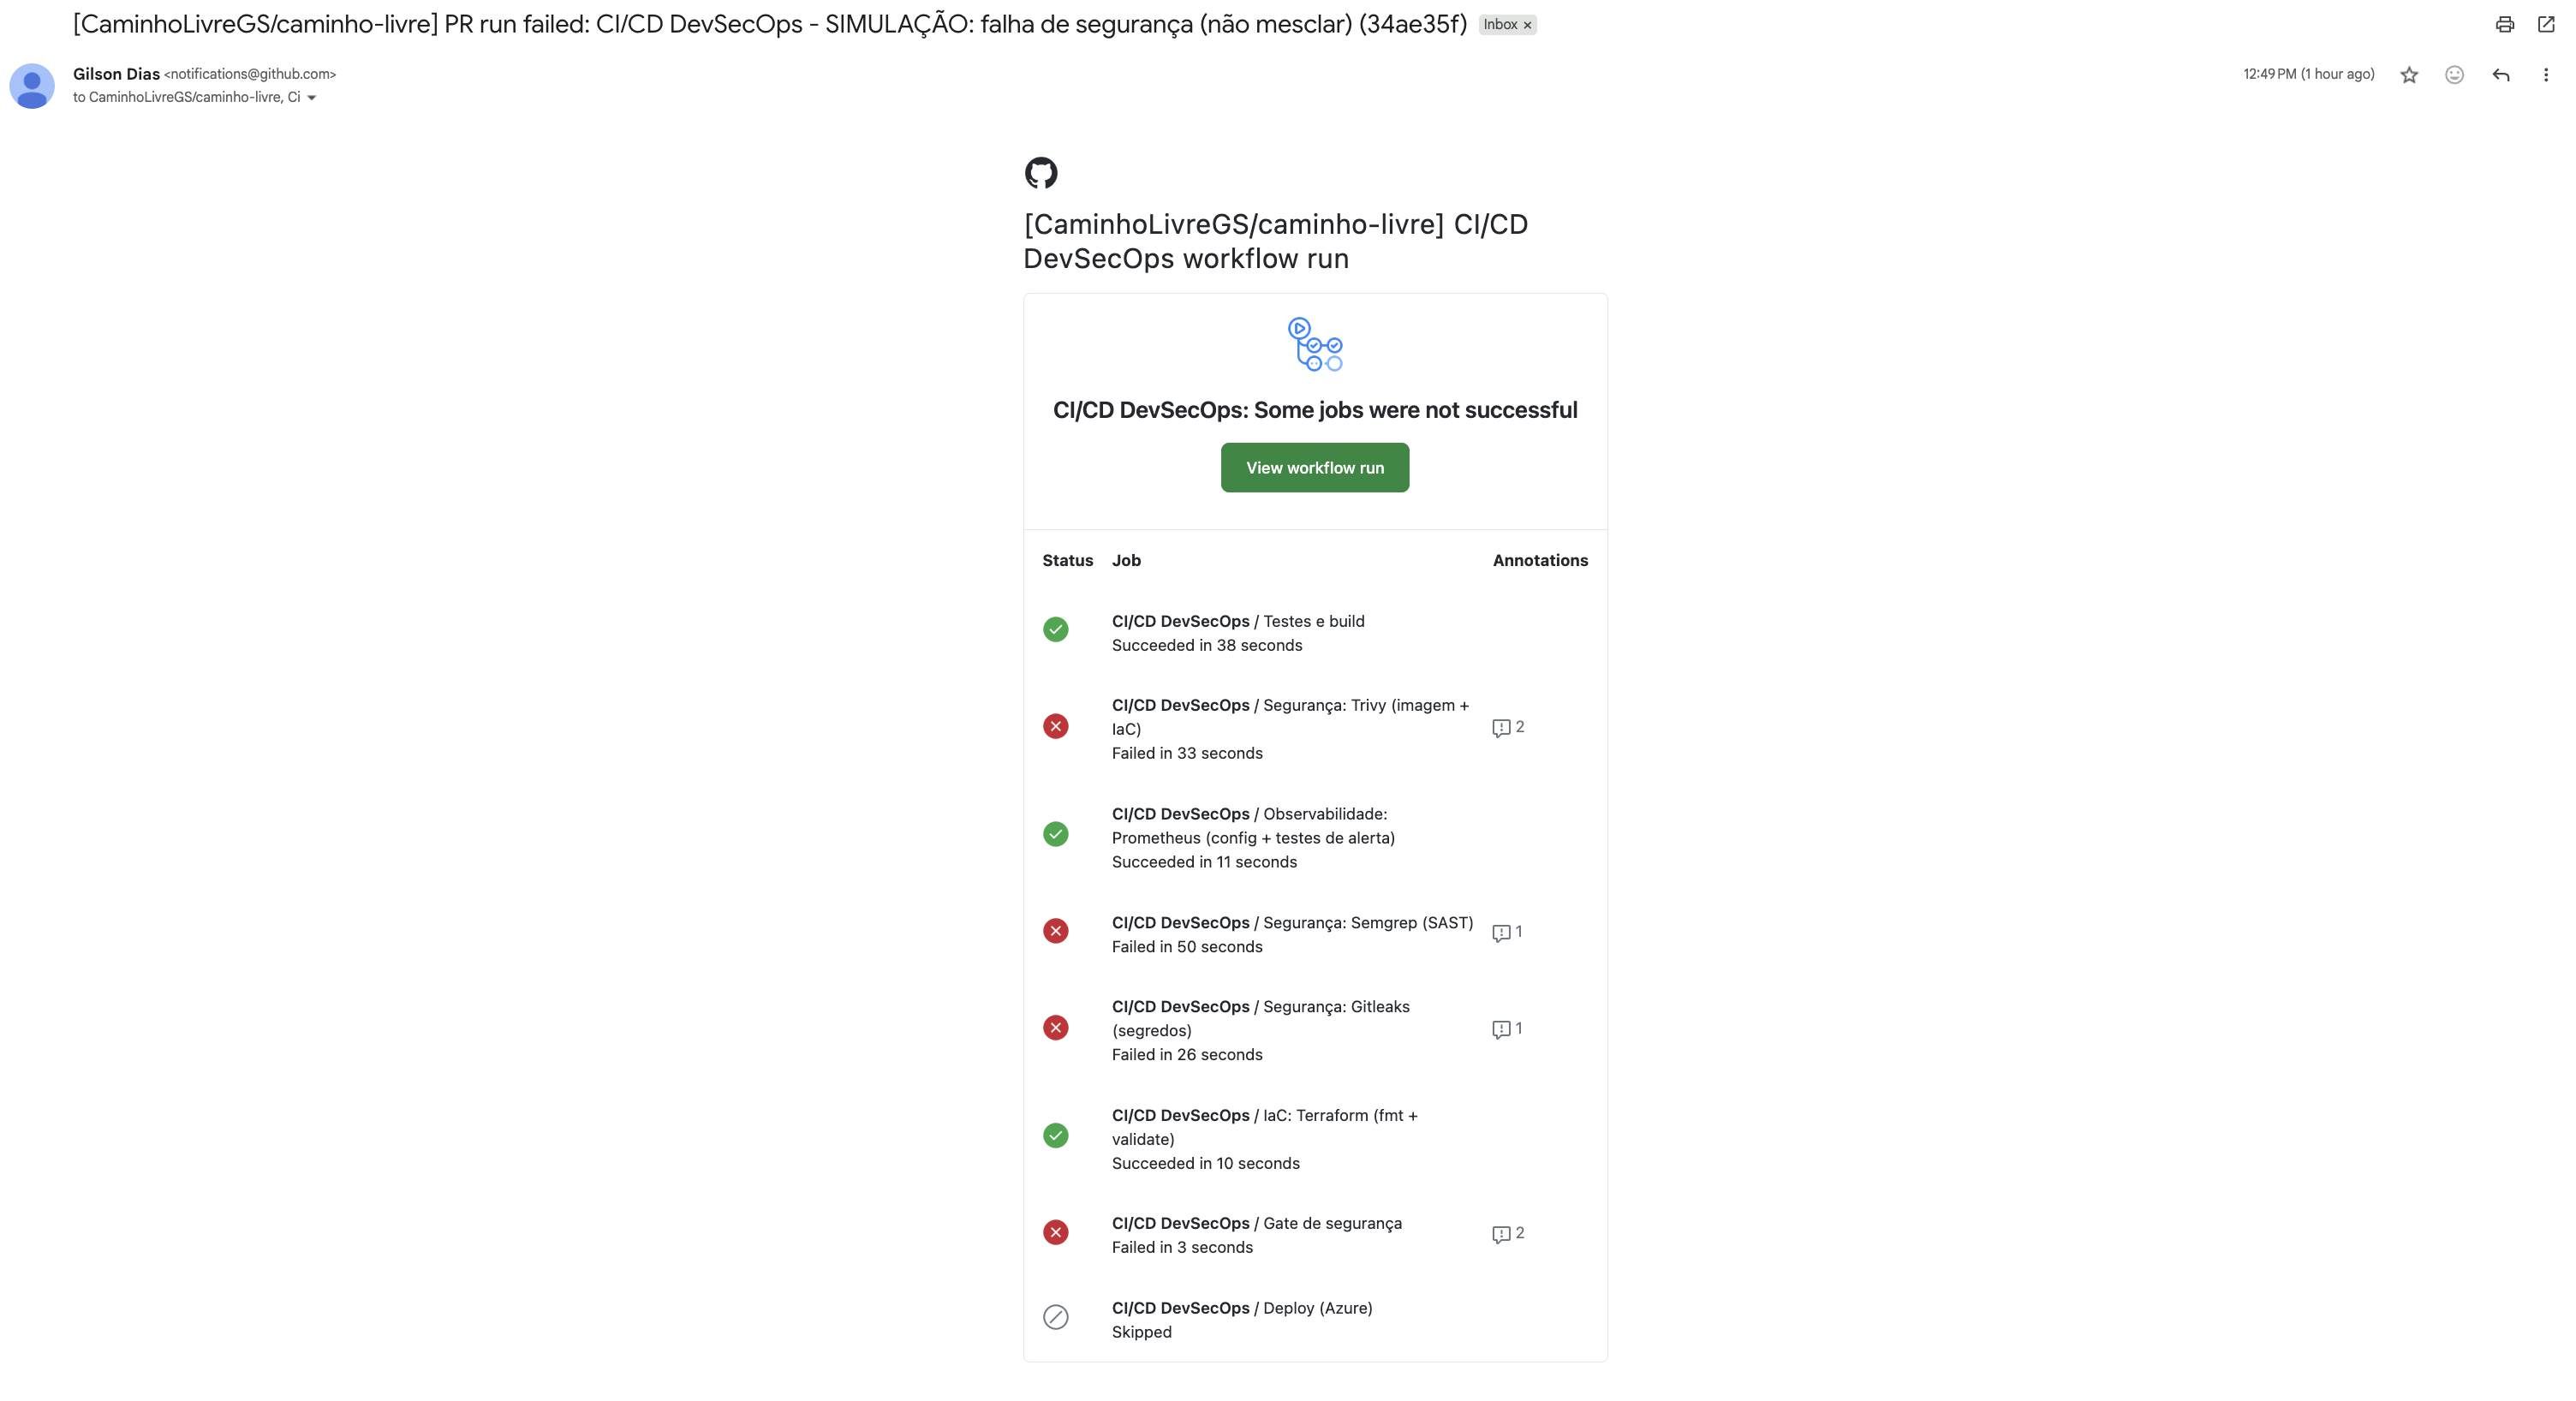 [CaminhoLivreGS/caminho-livre] PR run failed: CI/CD DevSecOps - SIMULAÇÃO: falha de segurança (não mesclar) (34ae35f) Inbox ×
Gilson Dias <notifications@github.com> 12:49 PM (1 hour ago)
to CaminhoLivreGS/caminho-livre, Ci
[CaminhoLivreGS/caminho-livre] CI/CD
DevSecOps workflow run
CI/CD DevSecOps: Some jobs were not successful
View workflow run
Status Job Annotations
CI/CD DevSecOps / Testes e build
Succeeded in 38 seconds
CI/CD DevSecOps / Segurança: Trivy (imagem +
IaC)
2
Failed in 33 seconds
CI/CD DevSecOps / Observabilidade:
Prometheus (config + testes de alerta)
Succeeded in 11 seconds
CI/CD DevSecOps / Segurança: Semgrep (SAST)
1
Failed in 50 seconds
CI/CD DevSecOps / Segurança: Gitleaks
(segredos)
1
Failed in 26 seconds
CI/CD DevSecOps / IaC: Terraform (fmt +
validate)
Succeeded in 10 seconds
CI/CD DevSecOps / Gate de segurança
2
Failed in 3 seconds
CI/CD DevSecOps / Deploy (Azure)
Skipped